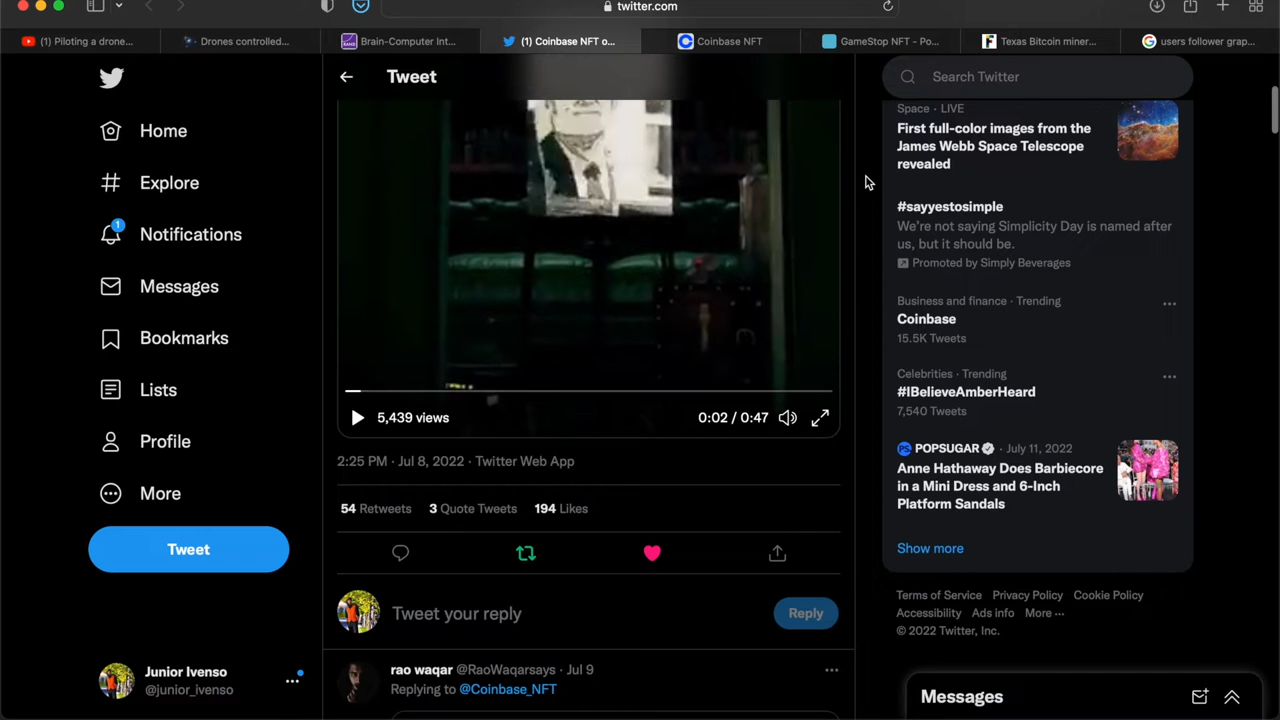 twitter.com
(1) Piloting a drone...
Drones controlled...
Brain-Computer Int...
(1) Coinbase NFT o...
Coinbase NFT
GameStop NFT - Po...
Texas Bitcoin miner...
users follower grap...
Home
Explore
1
Notifications
Messages
Bookmarks
Lists
Profile
More
Tweet
Junior Ivenso
@junior_ivenso
Tweet
5,439 views
0:02 / 0:47
2:25 PM · Jul 8, 2022 · Twitter Web App
54 Retweets 3 Quote Tweets 194 Likes
Tweet your reply
Reply
rao waqar @RaoWaqarsays · Jul 9
Replying to @Coinbase_NFT
Search Twitter
Space · LIVE
First full-color images from the
James Webb Space Telescope
revealed
#sayyestosimple
We're not saying Simplicity Day is named after
us, but it should be.
Promoted by Simply Beverages
Business and finance · Trending
Coinbase
15.5K Tweets
Celebrities · Trending
#IBelieveAmberHeard
7,540 Tweets
POPSUGAR · July 11, 2022
Anne Hathaway Does Barbiecore
in a Mini Dress and 6-Inch
Platform Sandals
Show more
Terms of Service Privacy Policy Cookie Policy
Accessibility Ads info More ···
© 2022 Twitter, Inc.
Messages